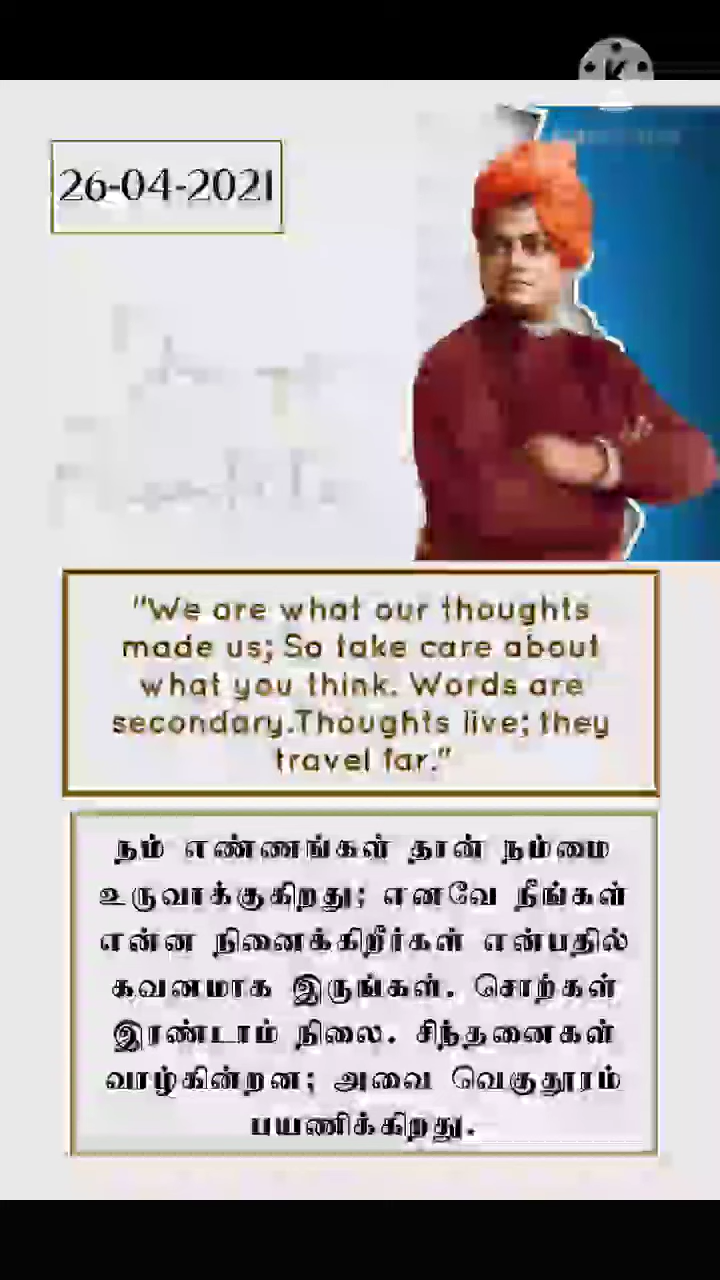 26-04-2021
"We are what our thoughts
made us; So take care about
what you think. Words are
secondary.Thoughts live; they
travel far."
நம் எண்ணங்கள் தான் நம்மை
உருவாக்குகிறது; எனவே நீங்கள்
என்ன நினைக்கிறீர்கள் என்பதில்
கவனமாக இருங்கள். சொற்கள்
இரண்டாம் நிலை. சிந்தனைகள்
வாழ்கின்றன; அவை வெகுதூரம்
பயணிக்கிறது.